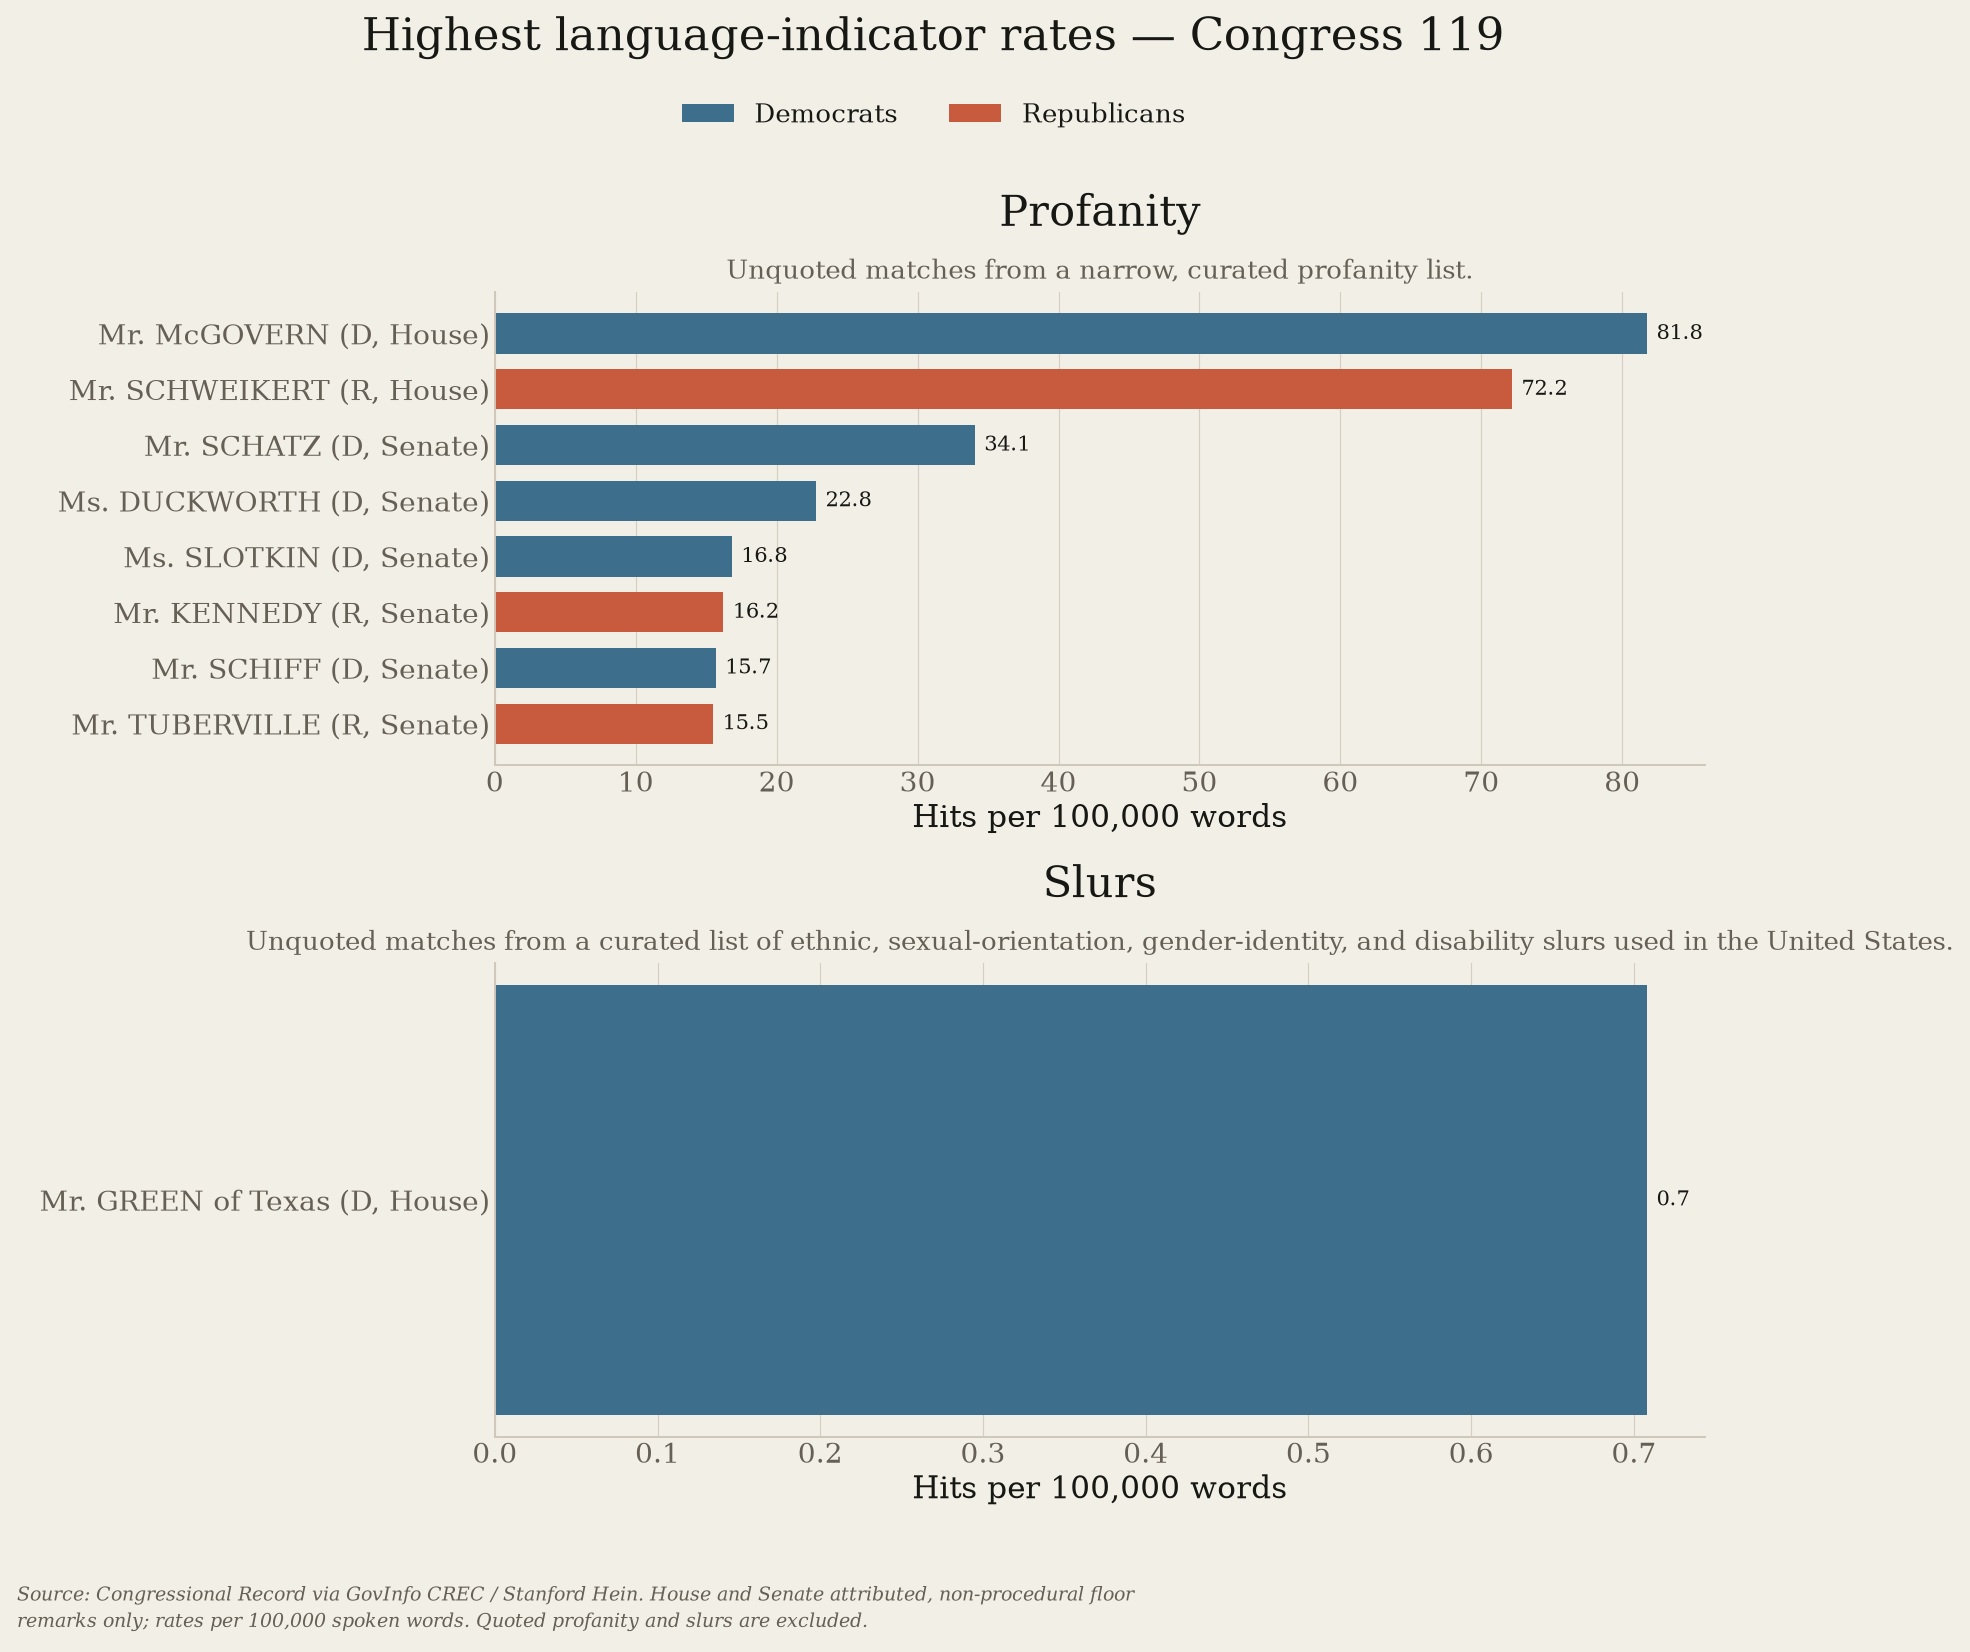 Highest language-indicator rates — Congress 119
Democrats
Republicans
Profanity
Unquoted matches from a narrow, curated profanity list.
Mr. McGOVERN (D, House)
81.8
Mr. SCHWEIKERT (R, House)
72.2
Mr. SCHATZ (D, Senate)
34.1
Ms. DUCKWORTH (D, Senate)
22.8
Ms. SLOTKIN (D, Senate)
16.8
Mr. KENNEDY (R, Senate)
16.2
Mr. SCHIFF (D, Senate)
15.7
Mr. TUBERVILLE (R, Senate)
15.5
0 10 20 30 40 50 60 70 80
Hits per 100,000 words
Slurs
Unquoted matches from a curated list of ethnic, sexual-orientation, gender-identity, and disability slurs used in the United States.
Mr. GREEN of Texas (D, House)
0.7
0.0 0.1 0.2 0.3 0.4 0.5 0.6 0.7
Hits per 100,000 words
Source: Congressional Record via GovInfo CREC / Stanford Hein. House and Senate attributed, non-procedural floor
remarks only; rates per 100,000 spoken words. Quoted profanity and slurs are excluded.